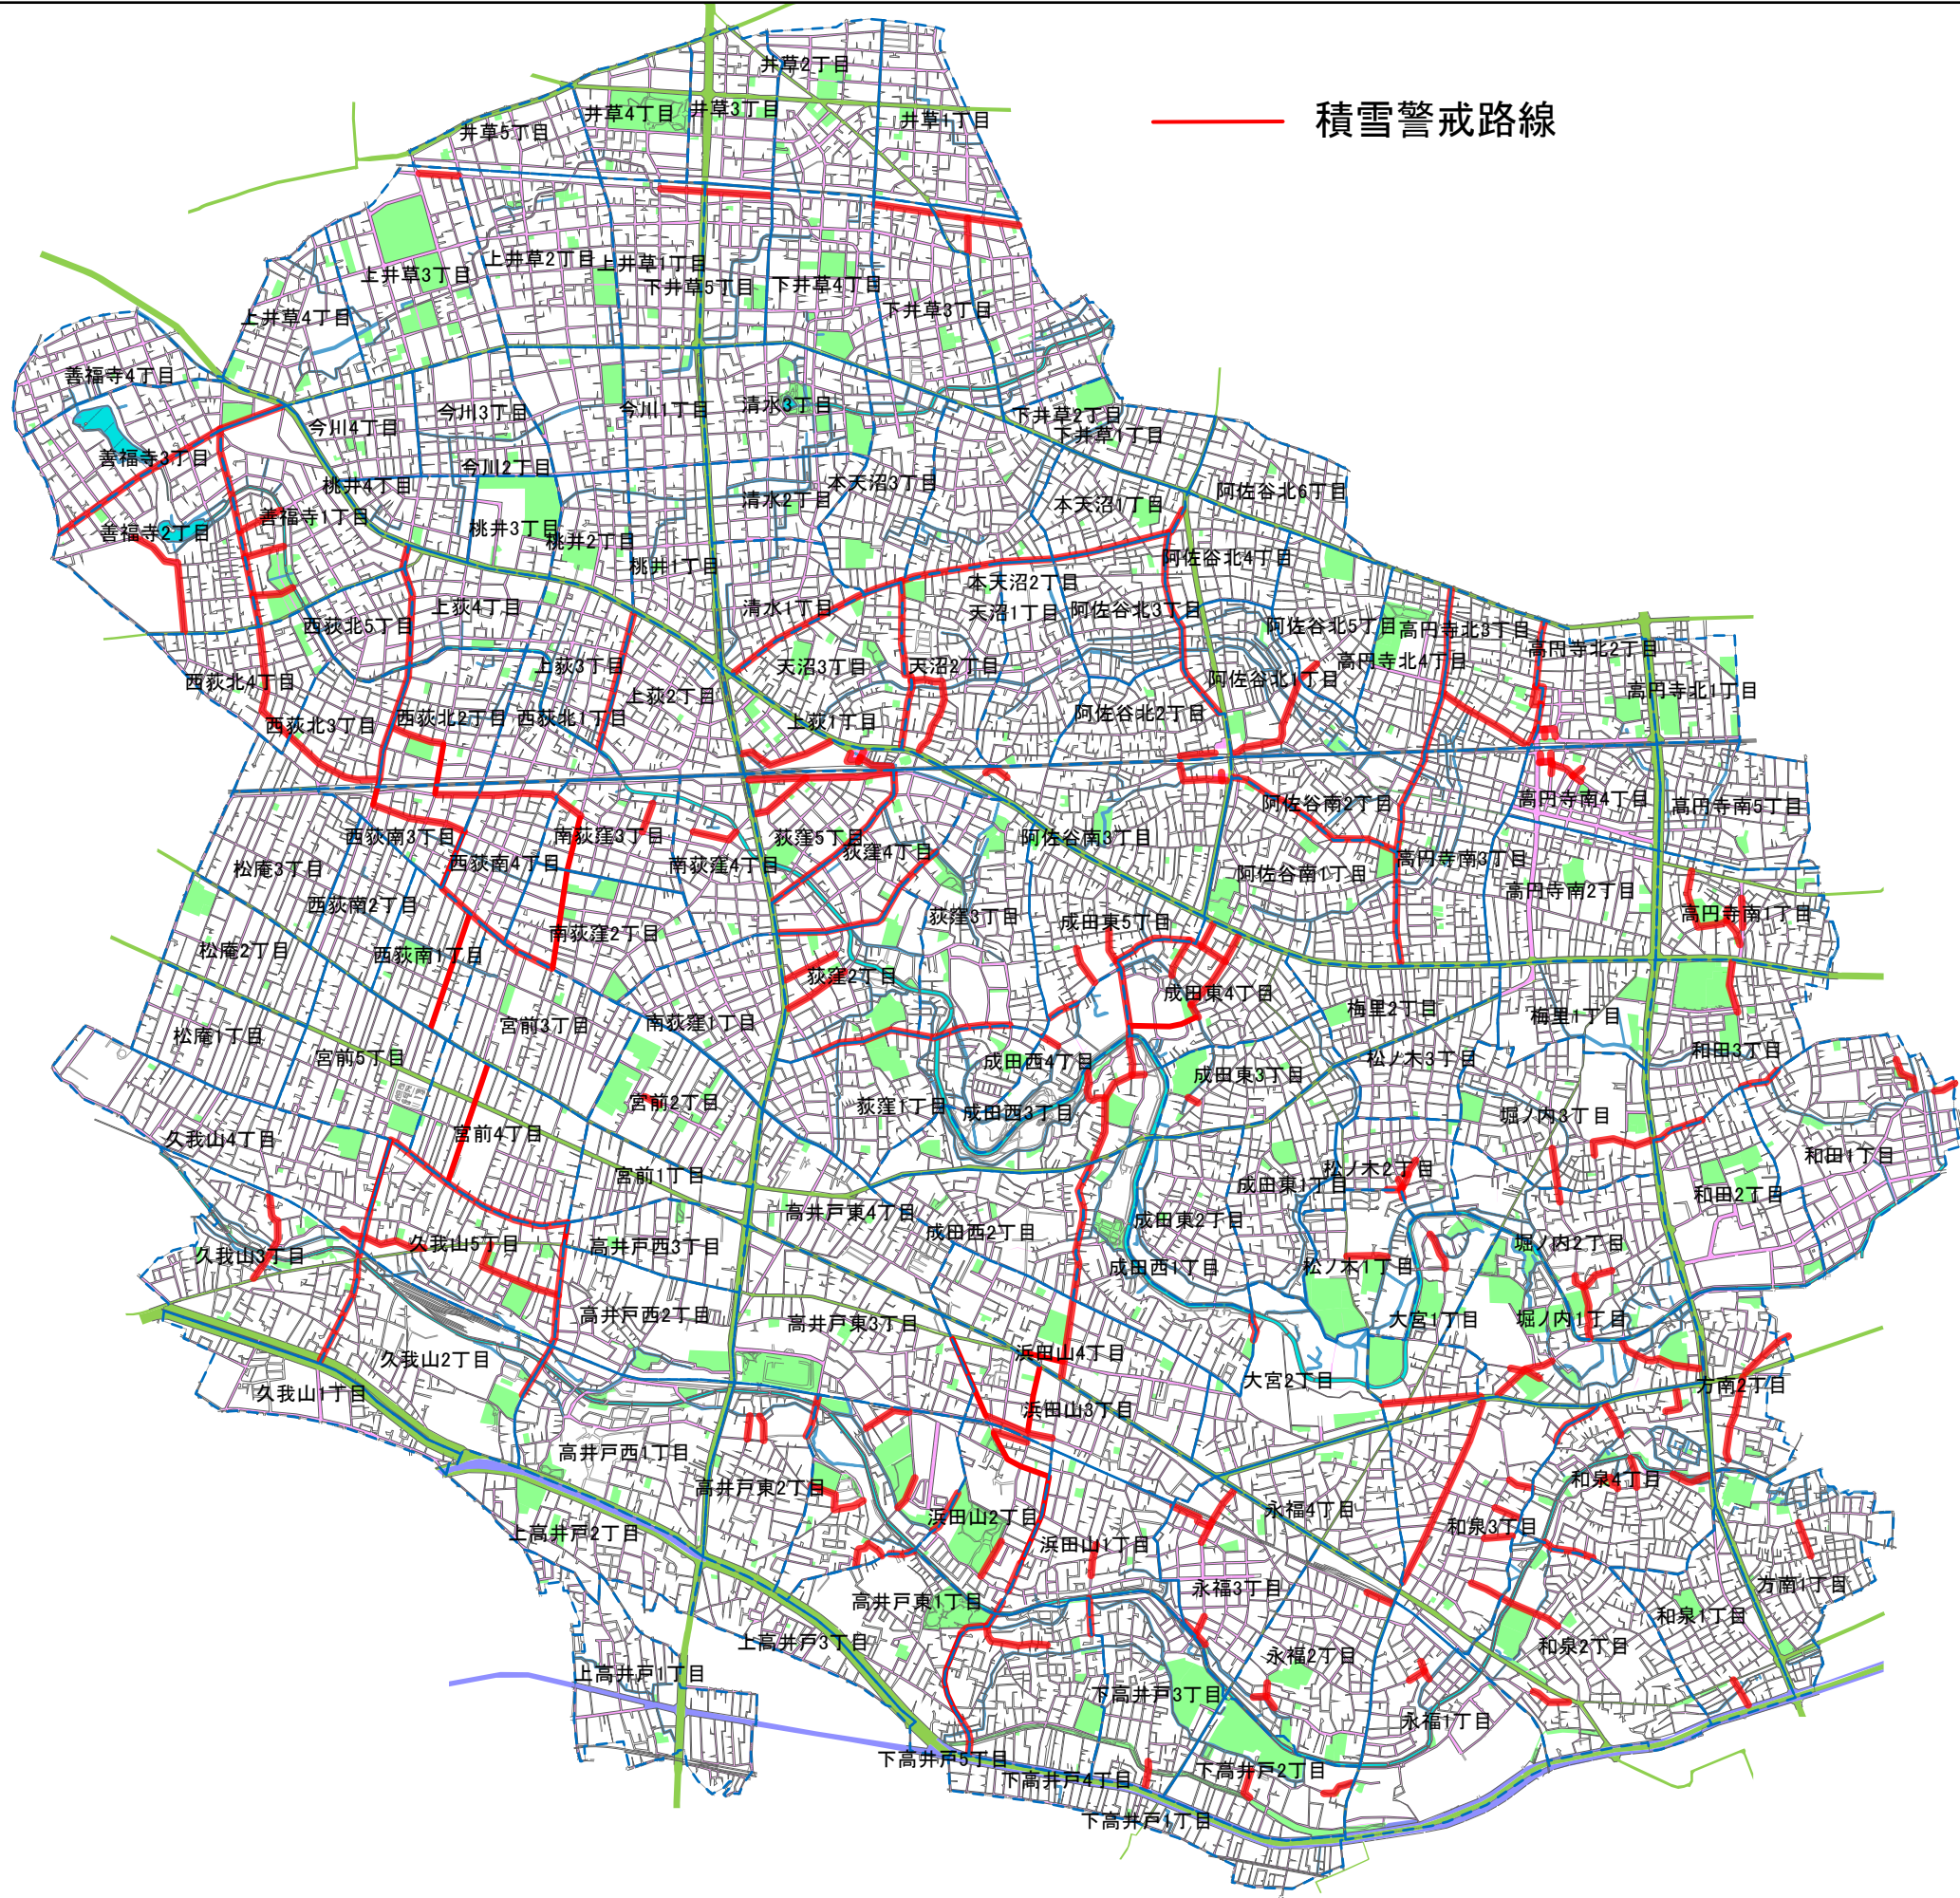 積雪警戒路線
井草2丁目
井草4丁目
井草3丁目
井草1丁目
井草5丁目
上井草3丁目
上井草2丁目
上井草1丁目
下井草5丁目
下井草4丁目
下井草3丁目
上井草4丁目
善福寺4丁目
今川4丁目
今川3丁目
今川1丁目
清水3丁目
下井草2丁目
下井草1丁目
善福寺3丁目
今川2丁目
桃井4丁目
本天沼3丁目
清水2丁目
本天沼1丁目
阿佐谷北6丁目
善福寺1丁目
善福寺2丁目
桃井3丁目
桃井2丁目
桃井1丁目
阿佐谷北4丁目
本天沼2丁目
上荻4丁目
清水1丁目
天沼1丁目
阿佐谷北3丁目
西荻北5丁目
阿佐谷北5丁目
高円寺北3丁目
高円寺北2丁目
上荻3丁目
天沼3丁目
天沼2丁目
高円寺北4丁目
西荻北4丁目
上荻2丁目
阿佐谷北1丁目
高円寺北1丁目
西荻北3丁目
西荻北2丁目
西荻北1丁目
上荻1丁目
阿佐谷北2丁目
阿佐谷南2丁目
高円寺南4丁目
高円寺南5丁目
西荻南3丁目
南荻窪3丁目
荻窪5丁目
荻窪4丁目
阿佐谷南3丁目
松庵3丁目
西荻南4丁目
南荻窪4丁目
阿佐谷南1丁目
高円寺南3丁目
高円寺南2丁目
西荻南2丁目
荻窪3丁目
成田東5丁目
高円寺南1丁目
松庵2丁目
西荻南1丁目
南荻窪2丁目
荻窪2丁目
成田東4丁目
松庵1丁目
宮前3丁目
南荻窪1丁目
梅里2丁目
梅里1丁目
宮前5丁目
成田西4丁目
松ノ木3丁目
和田3丁目
成田東3丁目
宮前2丁目
荻窪1丁目
成田西3丁目
堀ノ内3丁目
久我山4丁目
宮前4丁目
和田1丁目
宮前1丁目
松ノ木2丁目
成田東1丁目
和田2丁目
高井戸東4丁目
成田西2丁目
成田東2丁目
久我山3丁目
久我山5丁目
高井戸西3丁目
堀ノ内2丁目
成田西1丁目
松ノ木1丁目
高井戸西2丁目
高井戸東3丁目
大宮1丁目
堀ノ内1丁目
久我山2丁目
浜田山4丁目
大宮2丁目
方南2丁目
久我山1丁目
浜田山3丁目
高井戸西1丁目
高井戸東2丁目
和泉4丁目
上高井戸2丁目
浜田山2丁目
永福4丁目
和泉3丁目
浜田山1丁目
永福3丁目
方南1丁目
高井戸東1丁目
和泉1丁目
上高井戸3丁目
和泉2丁目
上高井戸1丁目
永福2丁目
下高井戸3丁目
永福1丁目
下高井戸5丁目
下高井戸4丁目
下高井戸2丁目
下高井戸1丁目